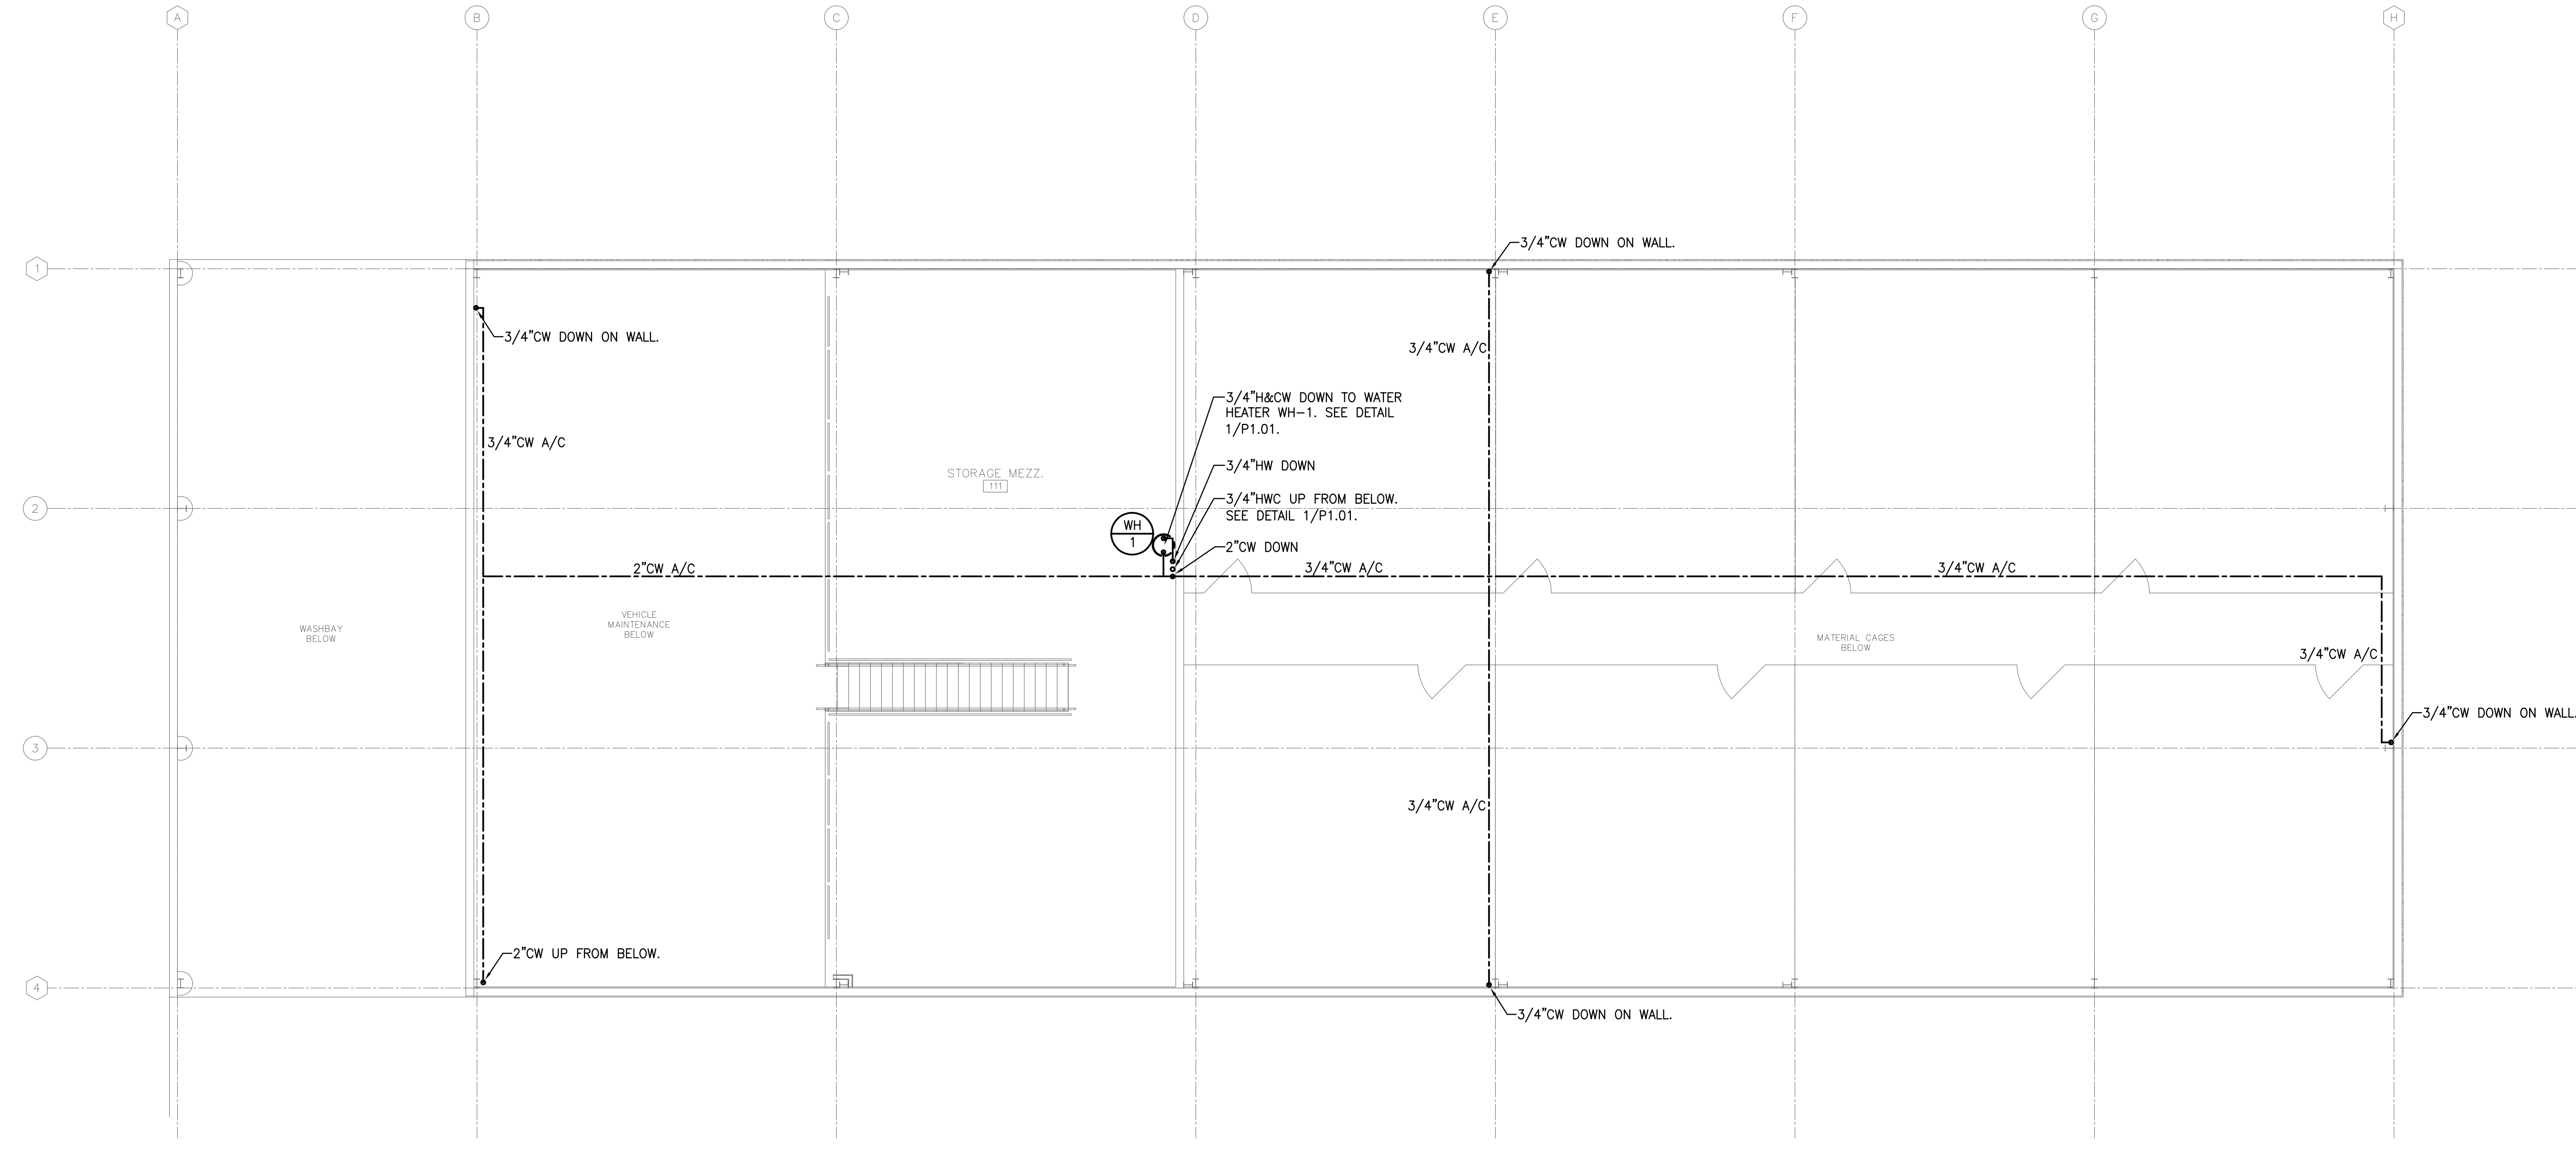 A
B
C
D
E
F
G
H
1
3/4"CW DOWN ON WALL.
3/4"CW DOWN ON WALL.
3/4"CW A/C
3/4"CW A/C
3/4"H&CW DOWN TO WATER
HEATER WH-1. SEE DETAIL
1/P1.01.
3/4"HW DOWN
STORAGE MEZZ.
111
3/4"HWC UP FROM BELOW.
SEE DETAIL 1/P1.01.
2
WH
1
2"CW DOWN
2"CW A/C
3/4"CW A/C
3/4"CW A/C
WASHBAY
BELOW
VEHICLE
MAINTENANCE
BELOW
MATERIAL CAGES
BELOW
3/4"CW A/C
3/4"CW DOWN ON WALL.
3
3/4"CW A/C
2"CW UP FROM BELOW.
4
3/4"CW DOWN ON WALL.